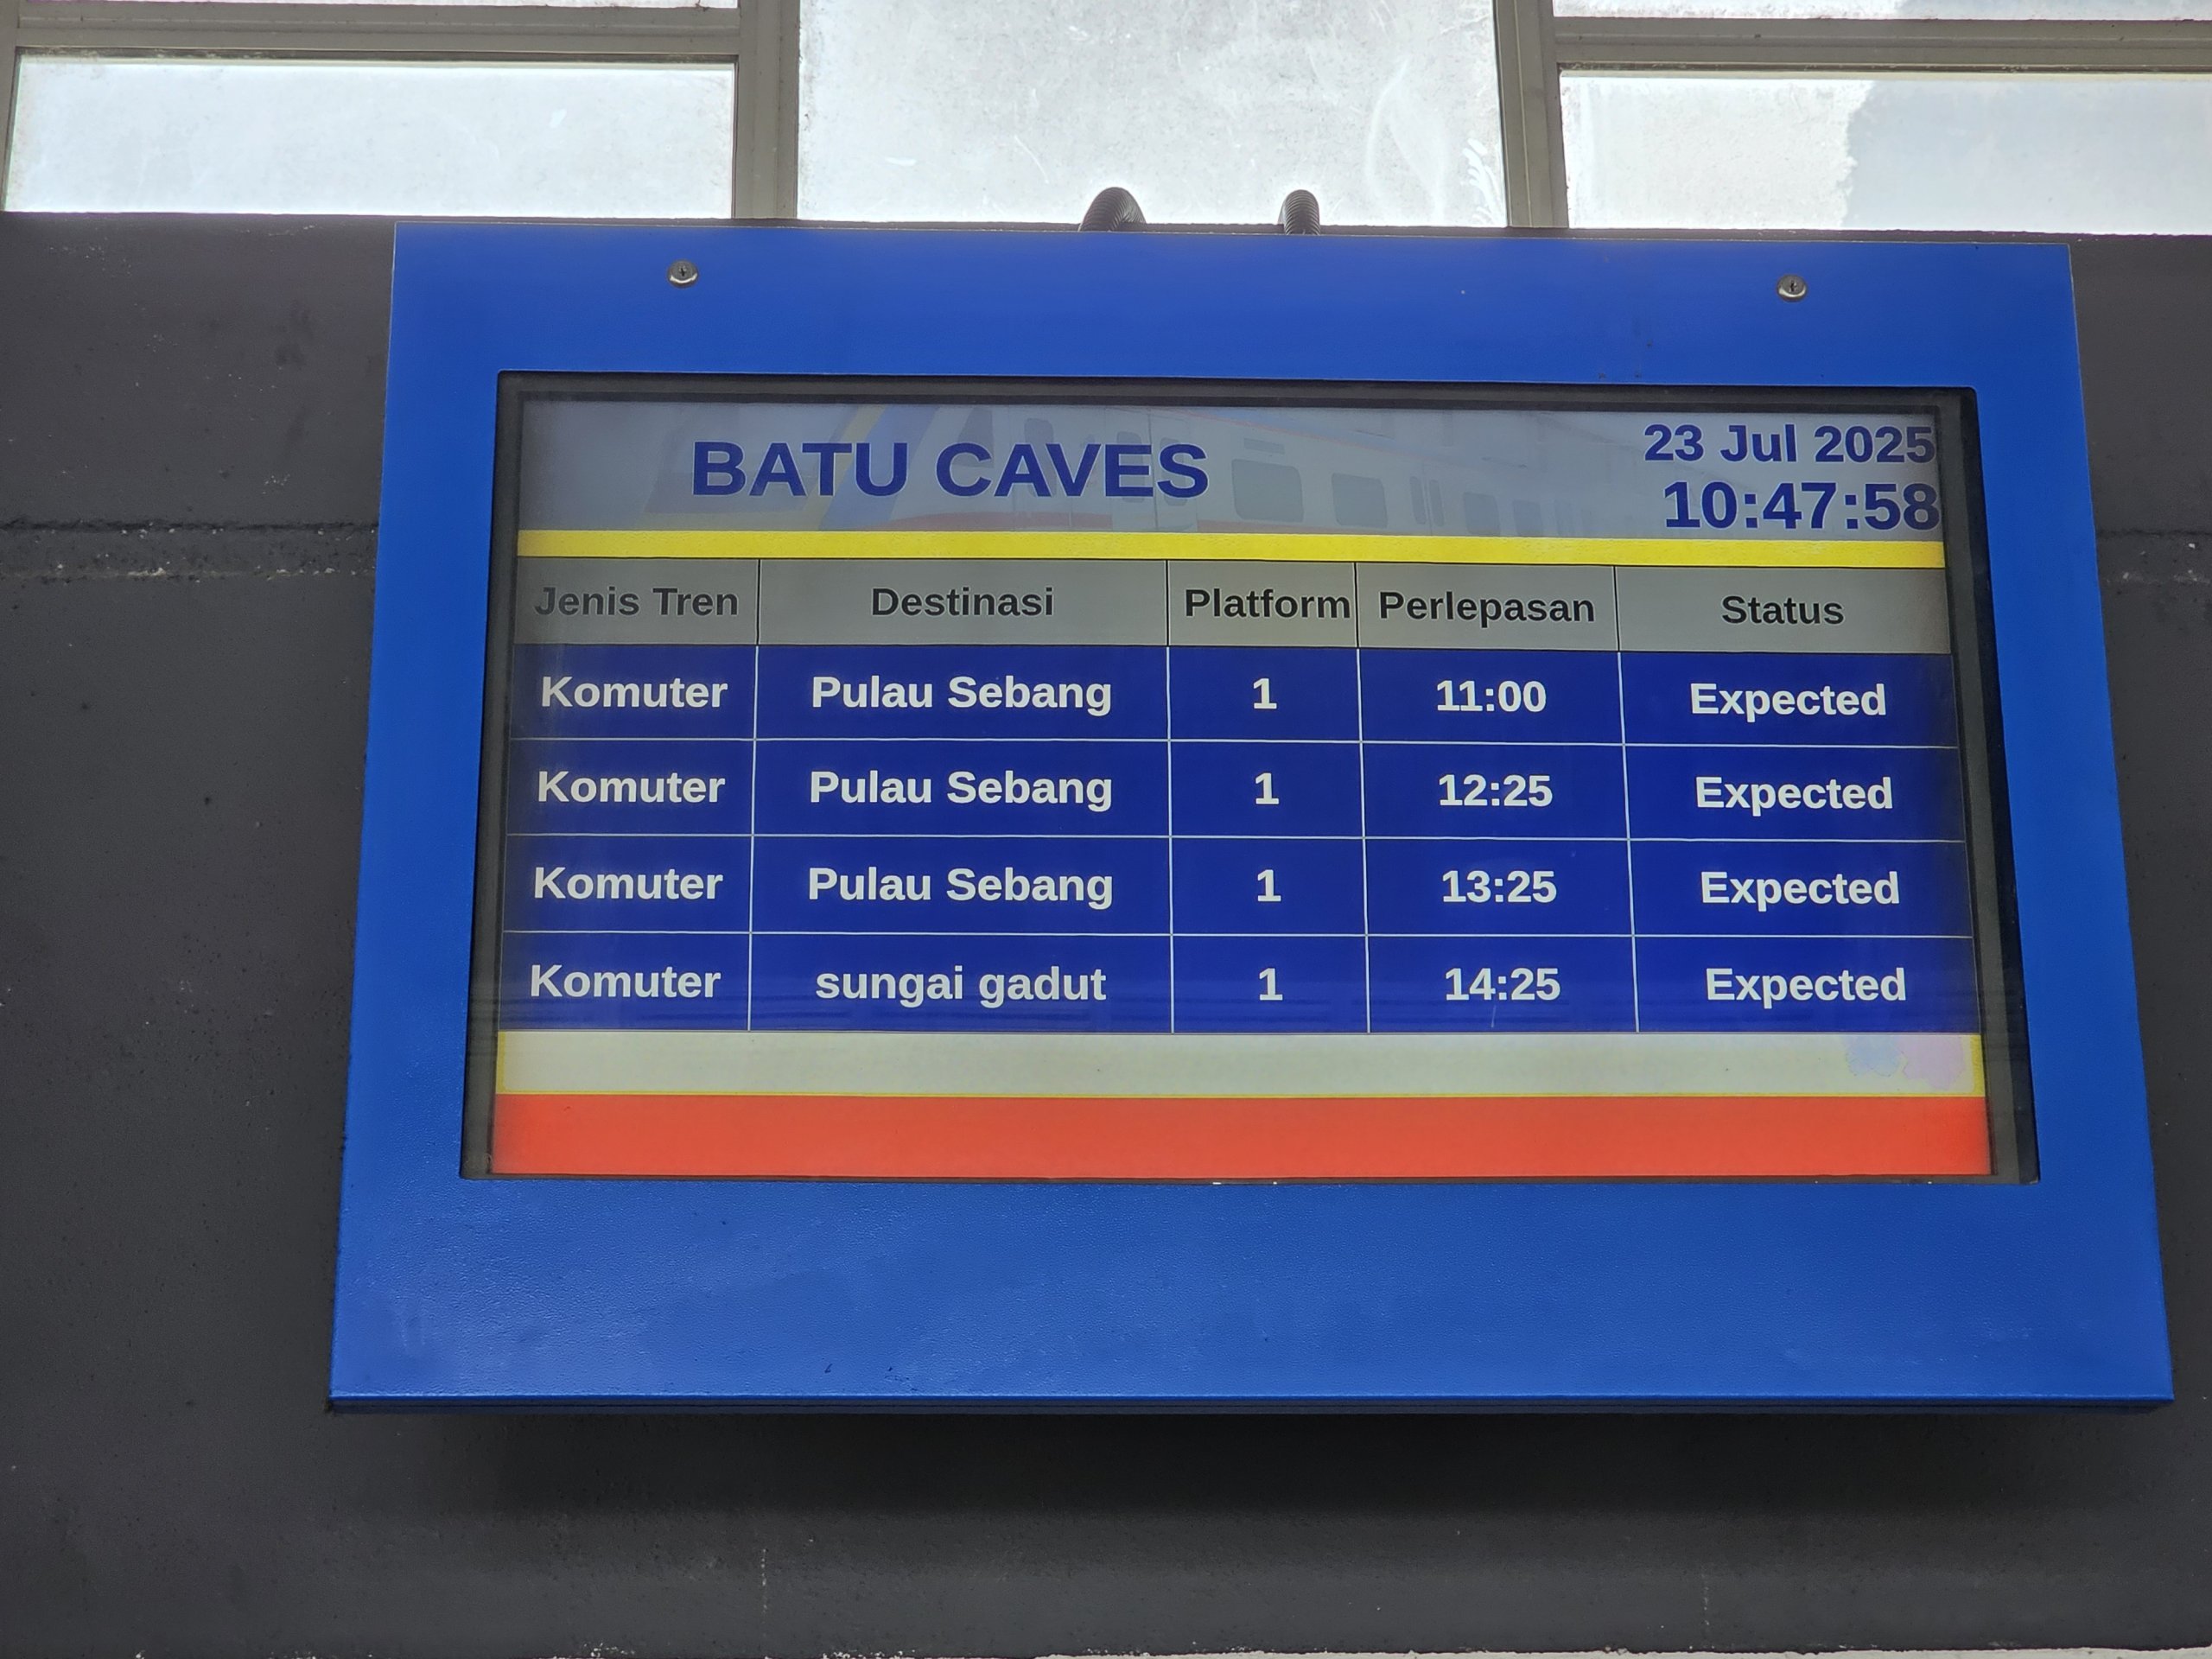 BATU CAVES
23 Jul 2025
10:47:58
Jenis Tren Destinasi Platform Perlepasan Status
Komuter Pulau Sebang 1 11:00 Expected
Komuter Pulau Sebang 1 12:25 Expected
Komuter Pulau Sebang 1 13:25 Expected
Komuter sungai gadut 1 14:25 Expected